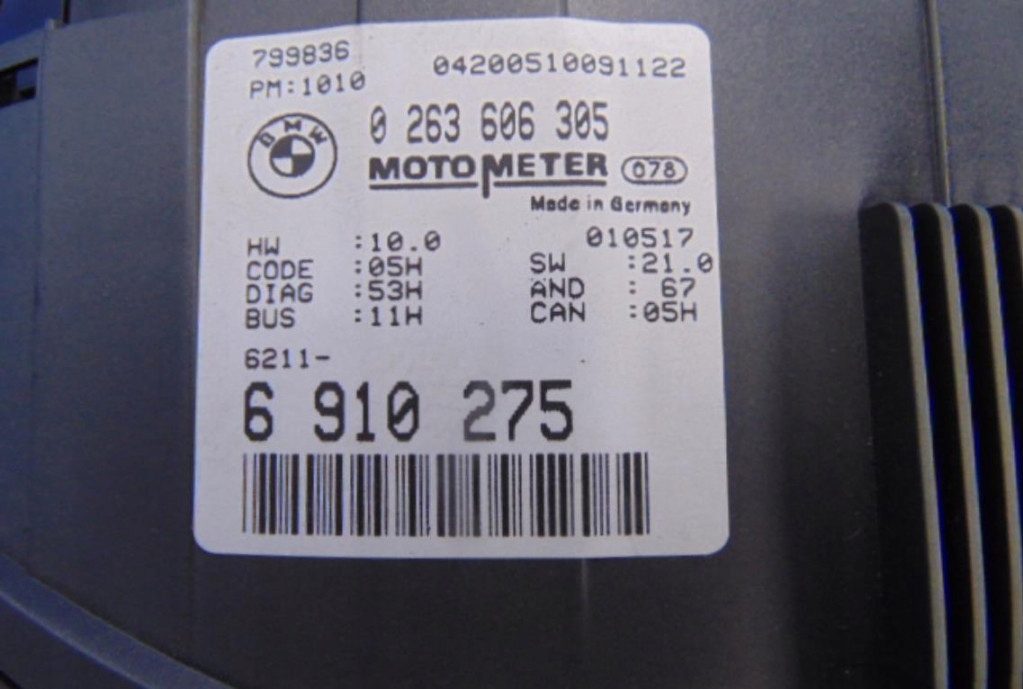 799836 04200510091122
PM:1010
BMW
0 263 606 305
MOTOMETER 078
Made in Germany
010517
HW :10.0
CODE :05H SW :21.0
DIAG :53H AND : 67
BUS :11H CAN :05H
6211-
6 910 275